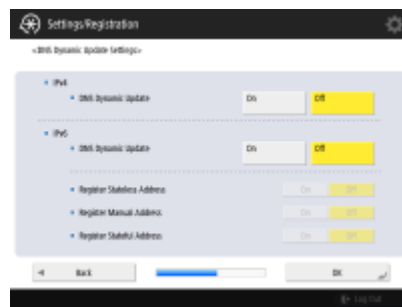 Settings/Registration
<DNS Dynamic Update Settings>
IPv4
DNS Dynamic Update
On
Off
IPv6
DNS Dynamic Update
On
Off
Register Stateless Address
On
Off
Register Manual Address
On
Off
Register Stateful Address
On
Off
Back
OK
Log Out